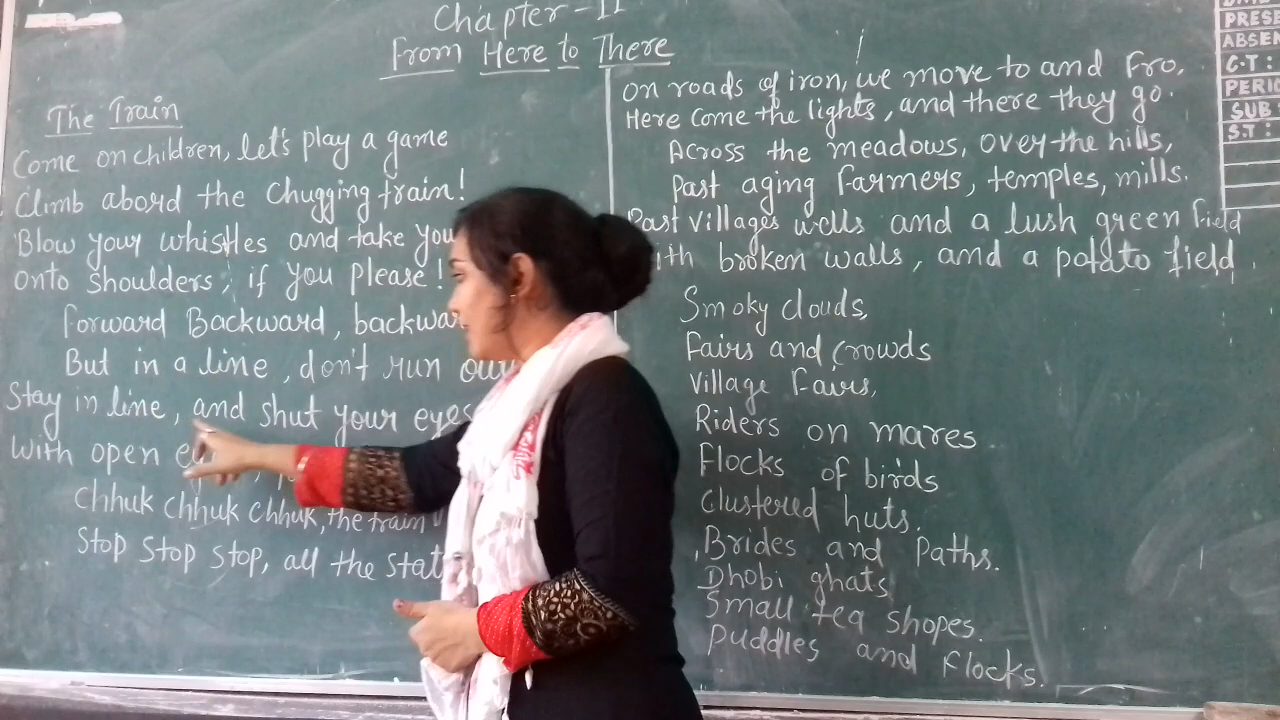 Chapter-II
From Here to There
The Train
Come on children, let's play a game
Climb abord the Chugging train!
Blow your whistles and take you
onto shoulders, if you please!
Forward Backward, backwar
But in a line, don't run
Stay in line, and shut your eyes
With open
Chhuk Chhuk Chhuk, the train
Stop Stop Stop, all the Stat
on roads of iron, we move to and Fro.
Here Come the lights, and there they go.
Across the meadows, over the hills,
Past aging Farmers, temples, mills.
Past villages wells and a lush green field
ith broken walls, and a potato field.
Smoky clouds,
Fairs and Crowds
Village Fairs,
Riders on mares
Flocks of birds
Clustered huts,
Brides and Paths.
Dhobi ghats
Small tea shopes.
Puddles and Flocks.
PRESE
ABSEN
C.T :
PERIO
SUB
S.T :